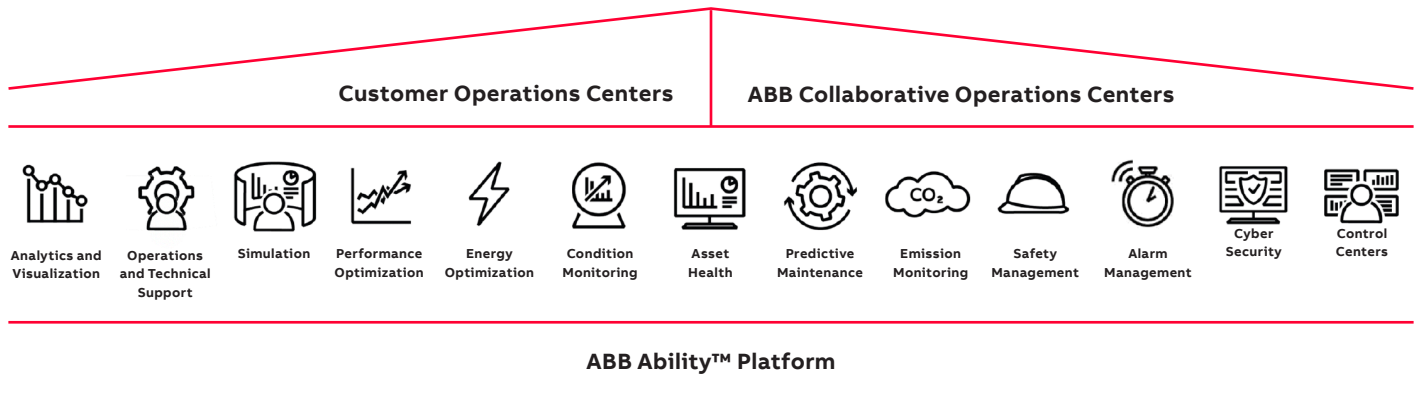 Customer Operations Centers
ABB Collaborative Operations Centers
Analytics and
Visualization
Operations
and Technical
Support
Simulation
Performance
Optimization
Energy
Optimization
Condition
Monitoring
Asset
Health
Predictive
Maintenance
CO₂
Emission
Monitoring
Safety
Management
Alarm
Management
Cyber
Security
Control
Centers
ABB Ability™ Platform